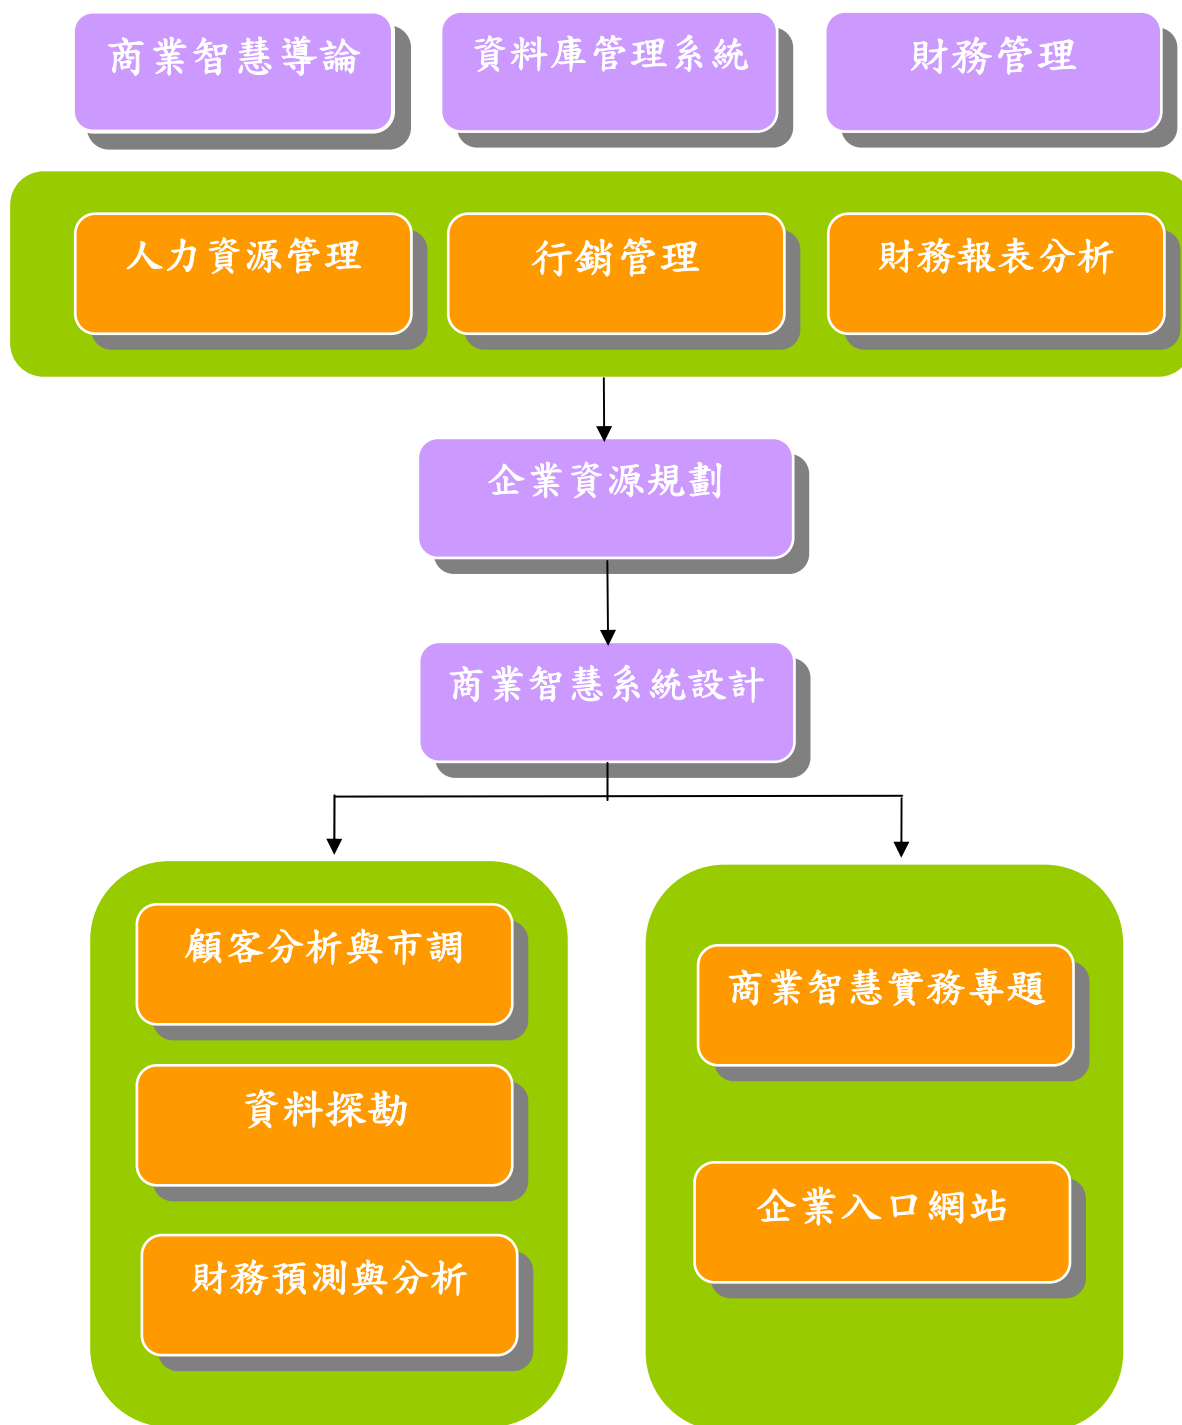 商業智慧導論
資料庫管理系統
財務管理
人力資源管理
行銷管理
財務報表分析
企業資源規劃
商業智慧系統設計
顧客分析與市調
資料探勘
財務預測與分析
商業智慧實務專題
企業入口網站